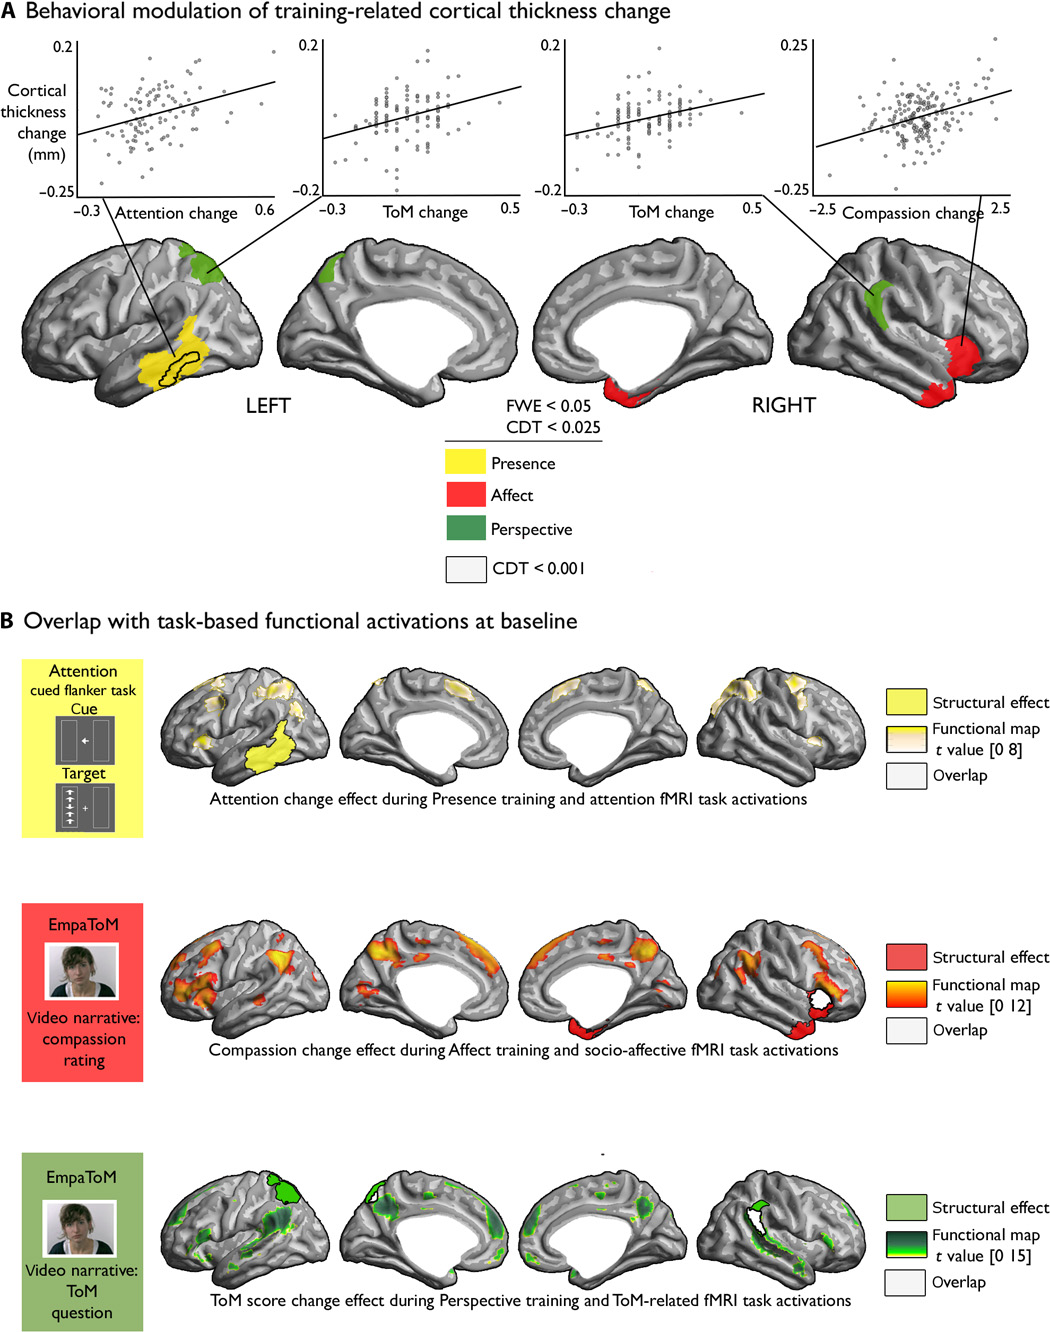 A Behavioral modulation of training-related cortical thickness change
0.2
Cortical
thickness
change
(mm)
−0.25
−0.3
Attention change
0.6
0.2
−0.2
−0.3
ToM change
0.5
0.2
−0.2
−0.3
ToM change
0.5
0.25
−0.25
−2.5
Compassion change
2.5
LEFT
RIGHT
FWE < 0.05
CDT < 0.025
Presence
Affect
Perspective
CDT < 0.001
B Overlap with task-based functional activations at baseline
Attention
cued flanker task
Cue
Target
Structural effect
Functional map
t value [0 8]
Overlap
Attention change effect during Presence training and attention fMRI task activations
EmpaToM
Video narrative:
compassion
rating
Structural effect
Functional map
t value [0 12]
Overlap
Compassion change effect during Affect training and socio-affective fMRI task activations
EmpaToM
Video narrative:
ToM
question
Structural effect
Functional map
t value [0 15]
Overlap
ToM score change effect during Perspective training and ToM-related fMRI task activations